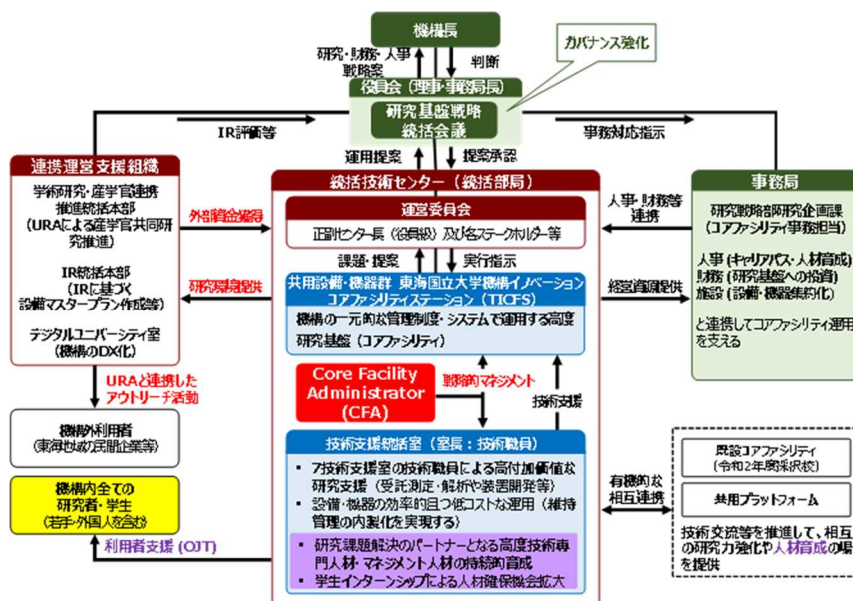 機構長
ガバナンス強化
研究・財務・人事
戦略案
判断
役員会（理事・事務局長）
研究基盤戦略
統括会議
IR評価等
事務対応指示
運用提案
提案承認
連携運営支援組織
学術研究・産学官連携
推進統括本部
（URAによる産学官共同研
究推進）
IR統括本部
（IRに基づく
設備マスタープラン作成等）
デジタルユニバーシティ室
（機構のDX化）
外部資金獲得
研究環境提供
統括技術センター（統括部局）
運営委員会
正副センター長（役員級）及び各ステークホルダー等
課題・提案
実行指示
共用設備・機器群 東海国立大学機構イノベーション
コアファシリティステーション（TICFS）
機構の一元的な管理制度・システムで運用する高度
研究基盤（コアファシリティ）
人事・財務等
連携
経営資源提供
事務局
研究戦略部研究企画課
（コアファシリティ事務担当）
人事（キャリアパス・人材育成）
財務（研究基盤への投資）
施設（設備・機器集約化）
と連携してコアファシリティ運用
を支える
URAと連携した
アウトリーチ活動
Core Facility
Administrator
(CFA)
戦略的マネジメント
技術支援
機構外利用者
（東海地域の民間企業等）
機構内全ての
研究者・学生
（若手・外国人を含む）
利用者支援（OJT）
技術支援統括室（室長：技術職員）
▪ 7技術支援室の技術職員による高付加価値な
研究支援（受託測定・解析や装置開発等）
▪ 設備・機器の効率的且つ低コストな運用（維持
管理の内製化を実現する）
▪ 研究課題解決のパートナーとなる高度技術専
門人材・マネジメント人材の持続的育成
▪ 学生インターンシップによる人材確保機会拡大
有機的な
相互連携
既設コアファシリティ
（令和2年度採択校）
共用プラットフォーム
技術交流等を推進して、相互
の研究力強化や人材育成の場
を提供